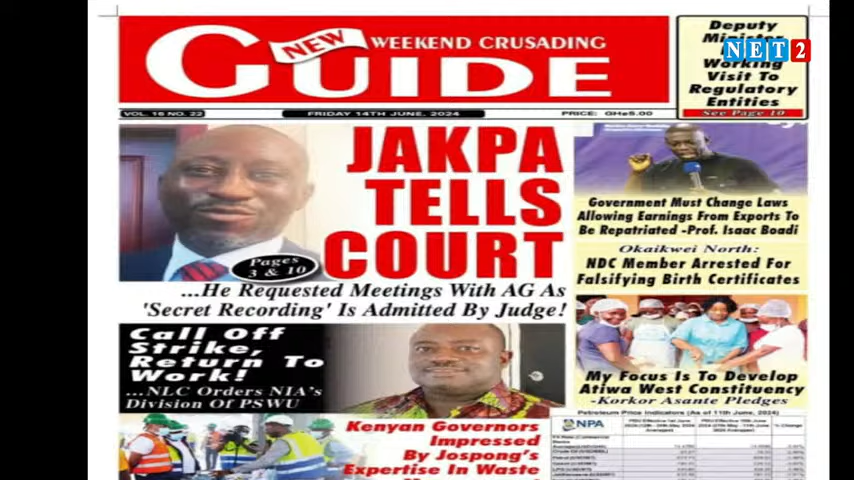 NEW
WEEKEND CRUSADING
GUIDE
VOL. 16 NO. 22
FRIDAY 14TH JUNE, 2024
PRICE: GH¢5.00
Deputy
Working
Visit To
Regulatory
Entities
See Page 10
NET 2
JAKPA
TELLS
COURT
Pages
3 & 10
...He Requested Meetings With AG As
'Secret Recording' Is Admitted By Judge!
Government Must Change Laws
Allowing Earnings From Exports To
Be Repatriated -Prof. Isaac Boadi
Okaikwei North:
NDC Member Arrested For
Falsifying Birth Certificates
Call Off
Strike,
Return To
Work!
...NLC Orders NIA's
Division Of PSWU
My Focus Is To Develop
Atiwa West Constituency
-Korkor Asante Pledges
Kenyan Governors
Impressed
By Jospong's
Expertise In Waste
Petroleum Price Indicators (As of 11th June, 2024)
NPA
% Change